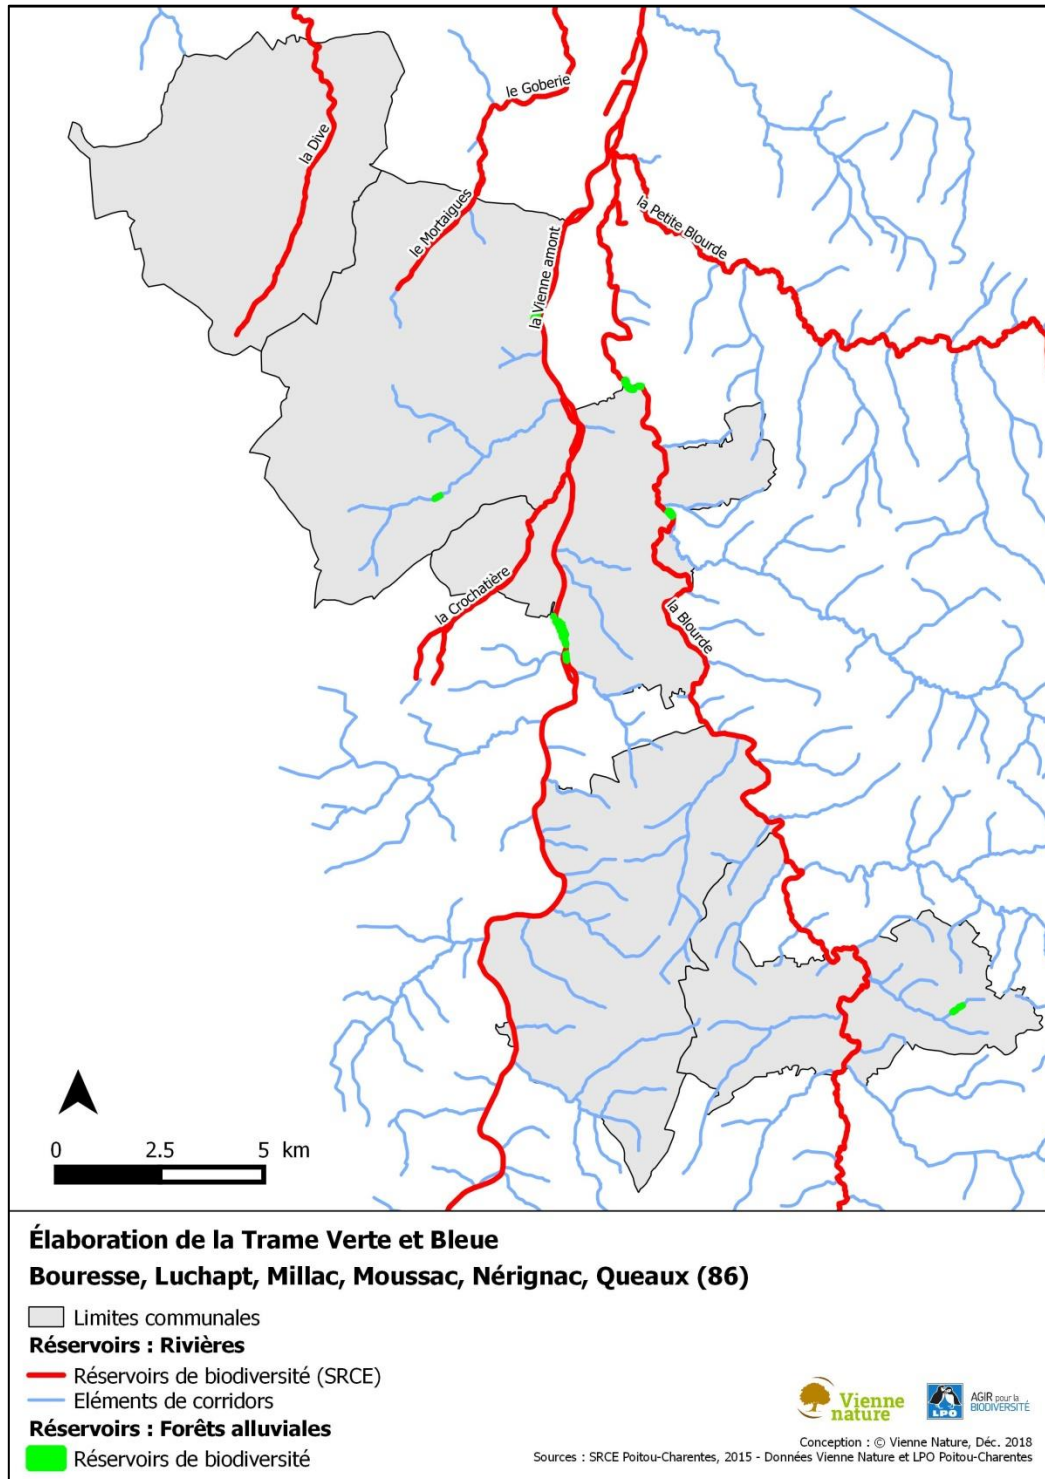 le Goberie
la Dive
le Mortaigues
la Petite Blourde
la Vienne amont
la Crochatière
la Blourde
0 2.5 5 km
Élaboration de la Trame Verte et Bleue
Bouresse, Luchapt, Millac, Moussac, Nérignac, Queaux (86)
Limites communales
Réservoirs : Rivières
Réservoirs de biodiversité (SRCE)
Eléments de corridors
Réservoirs : Forêts alluviales
Réservoirs de biodiversité
Vienne
nature
LPO
AGIR pour la
BIODIVERSITÉ
Conception : © Vienne Nature, Déc. 2018
Sources : SRCE Poitou-Charentes, 2015 - Données Vienne Nature et LPO Poitou-Charentes